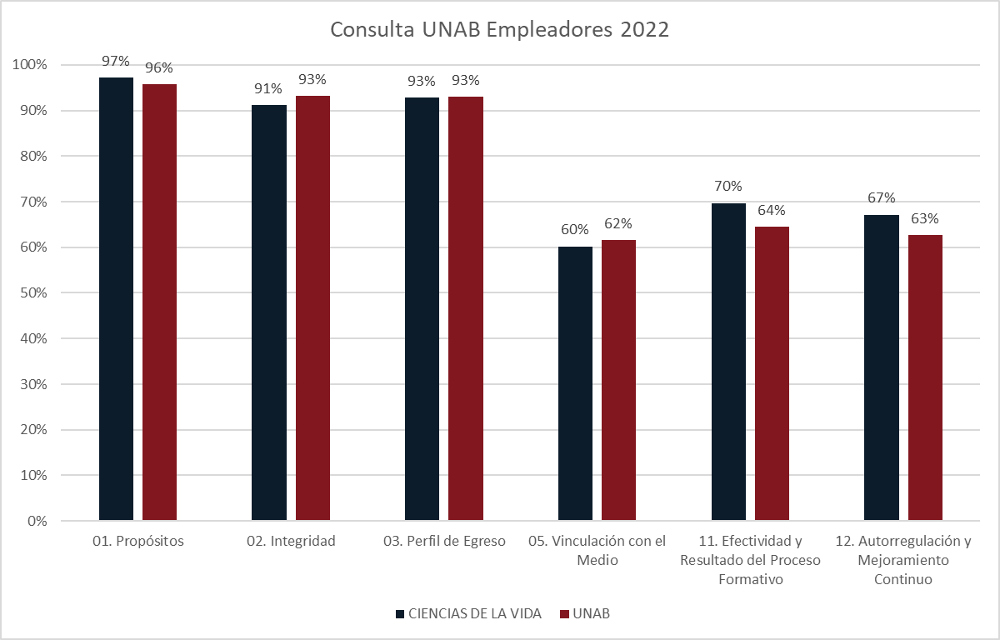 Consulta UNAB Empleadores 2022
100%
90%
80%
70%
60%
50%
40%
30%
20%
10%
0%
97%
96%
91%
93%
93%
93%
60%
62%
70%
64%
67%
63%
01. Propósitos
02. Integridad
03. Perfil de Egreso
05. Vinculación con el
Medio
11. Efectividad y
Resultado del Proceso
Formativo
12. Autorregulación y
Mejoramiento
Continuo
CIENCIAS DE LA VIDA
UNAB